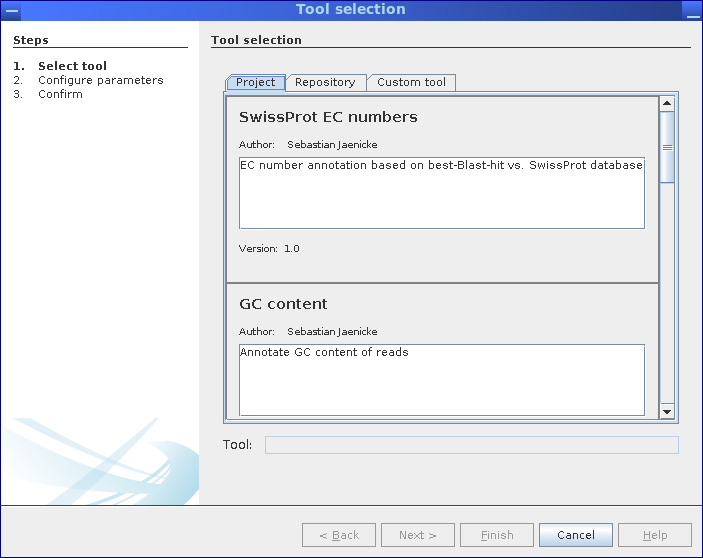 Tool selection
Steps
1. Select tool
2. Configure parameters
3. Confirm
Tool selection
Project Repository Custom tool
SwissProt EC numbers
Author: Sebastian Jaenicke
EC number annotation based on best-Blast-hit vs. SwissProt database
Version: 1.0
GC content
Author: Sebastian Jaenicke
Annotate GC content of reads
Tool:
< Back Next > Finish Cancel Help